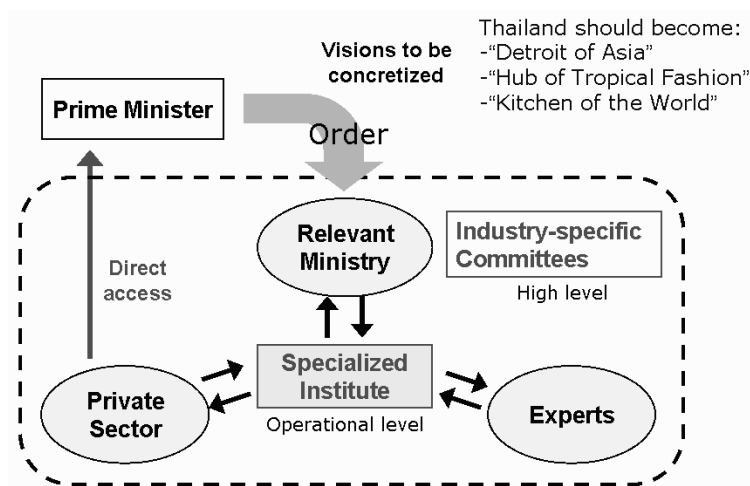 Thailand should become:
-“Detroit of Asia”
-“Hub of Tropical Fashion”
-“Kitchen of the World”
Visions to be
concretized
Prime Minister
Order
Relevant
Ministry
Industry-specific
Committees
High level
Direct
access
Specialized
Institute
Operational level
Private
Sector
Experts